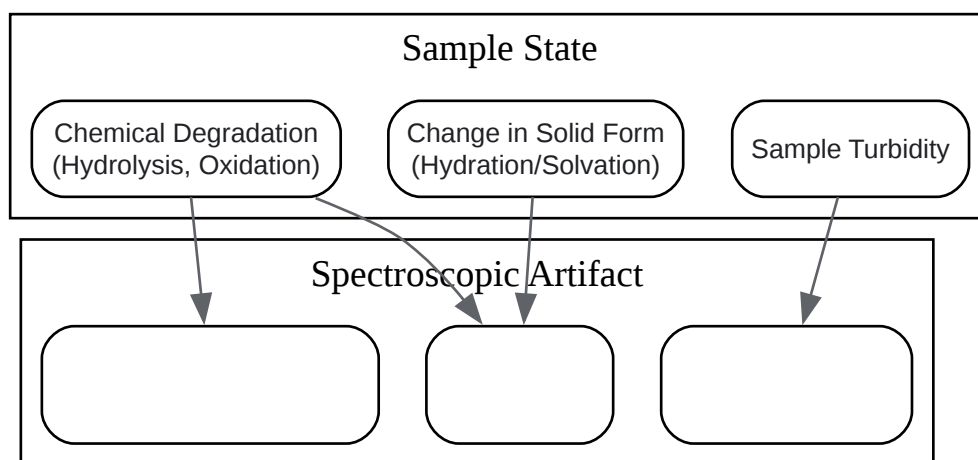 Sample State
Chemical Degradation
(Hydrolysis, Oxidation)
Change in Solid Form
(Hydration/Solvation)
Sample Turbidity
Spectroscopic Artifact